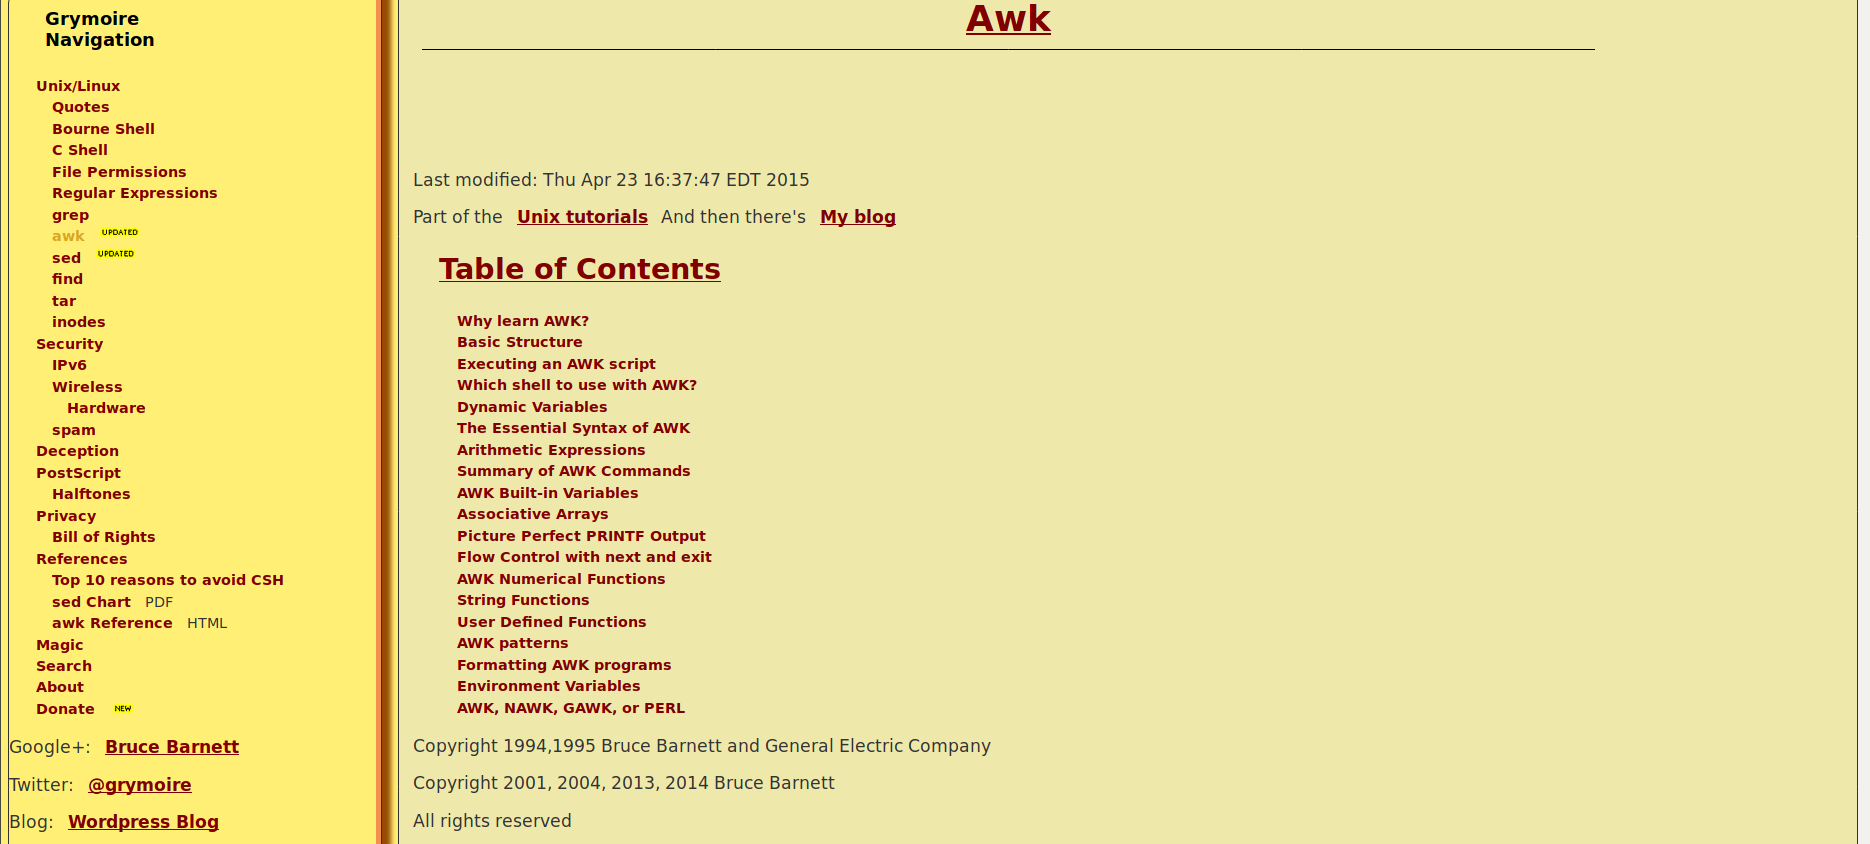 Grymoire
Navigation
Unix/Linux
Quotes
Bourne Shell
C Shell
File Permissions
Regular Expressions
grep
awk UPDATED
sed UPDATED
find
tar
inodes
Security
IPv6
Wireless
Hardware
spam
Deception
PostScript
Halftones
Privacy
Bill of Rights
References
Top 10 reasons to avoid CSH
sed Chart PDF
awk Reference HTML
Magic
Search
About
Donate NEW
Google+: Bruce Barnett
Twitter: @grymoire
Blog: Wordpress Blog
Awk
Last modified: Thu Apr 23 16:37:47 EDT 2015
Part of the Unix tutorials And then there's My blog
Table of Contents
Why learn AWK?
Basic Structure
Executing an AWK script
Which shell to use with AWK?
Dynamic Variables
The Essential Syntax of AWK
Arithmetic Expressions
Summary of AWK Commands
AWK Built-in Variables
Associative Arrays
Picture Perfect PRINTF Output
Flow Control with next and exit
AWK Numerical Functions
String Functions
User Defined Functions
AWK patterns
Formatting AWK programs
Environment Variables
AWK, NAWK, GAWK, or PERL
Copyright 1994,1995 Bruce Barnett and General Electric Company
Copyright 2001, 2004, 2013, 2014 Bruce Barnett
All rights reserved